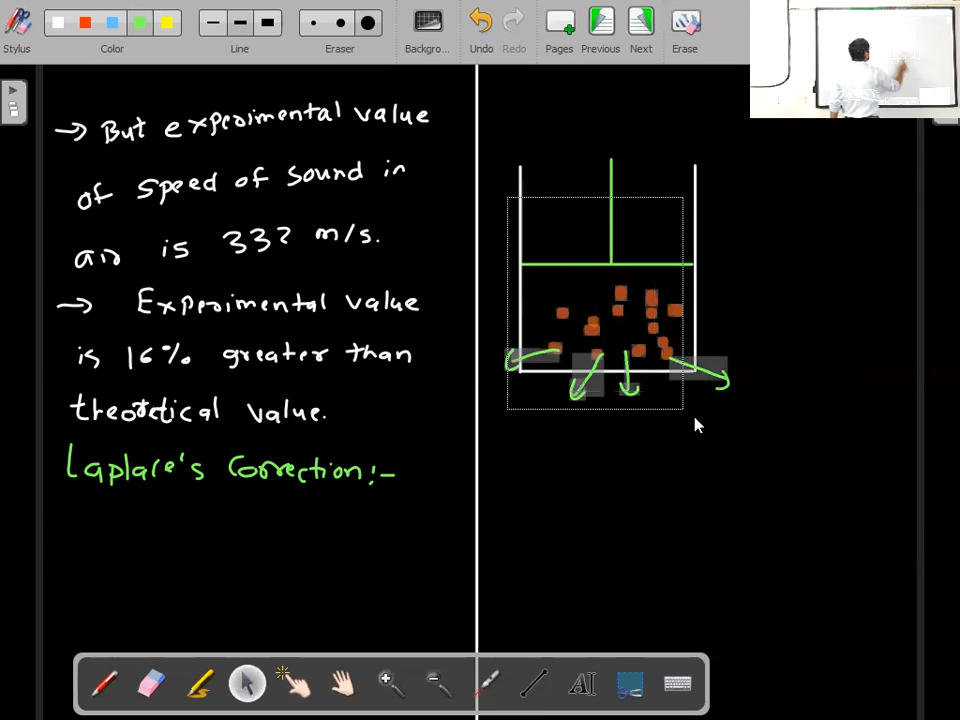 Color
Line
Eraser
Stylus
Backgro...
Undo
Redo
Pages
Previous
Next
Erase
→ But experimental value
of speed of sound in
air is 332 m/s.
→ Experimental value
is 16% greater than
theoretical value.
Laplace's Correction:-